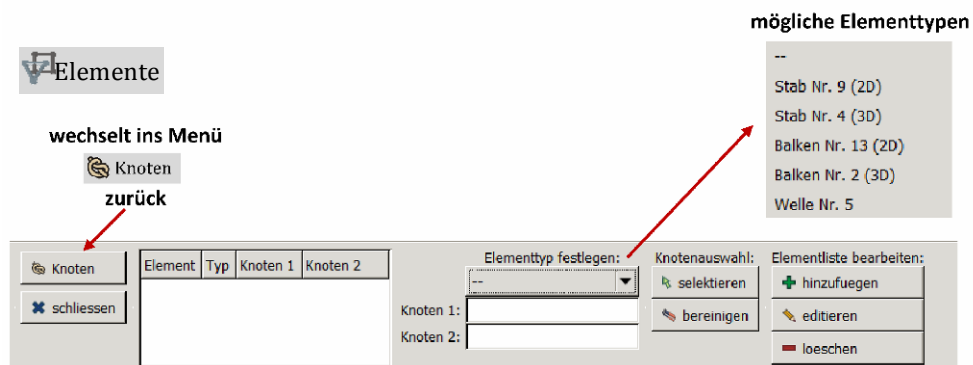 mögliche Elementtypen
--
Stab Nr. 9 (2D)
Stab Nr. 4 (3D)
Balken Nr. 13 (2D)
Balken Nr. 2 (3D)
Welle Nr. 5
Elemente
wechselt ins Menü
Knoten
zurück
Knoten
schliessen
Element Typ Knoten 1 Knoten 2
Elementtyp festlegen:
--
Knoten 1:
Knoten 2:
Knotenauswahl:
selektieren
bereinigen
Elementliste bearbeiten:
hinzufuegen
editieren
loeschen